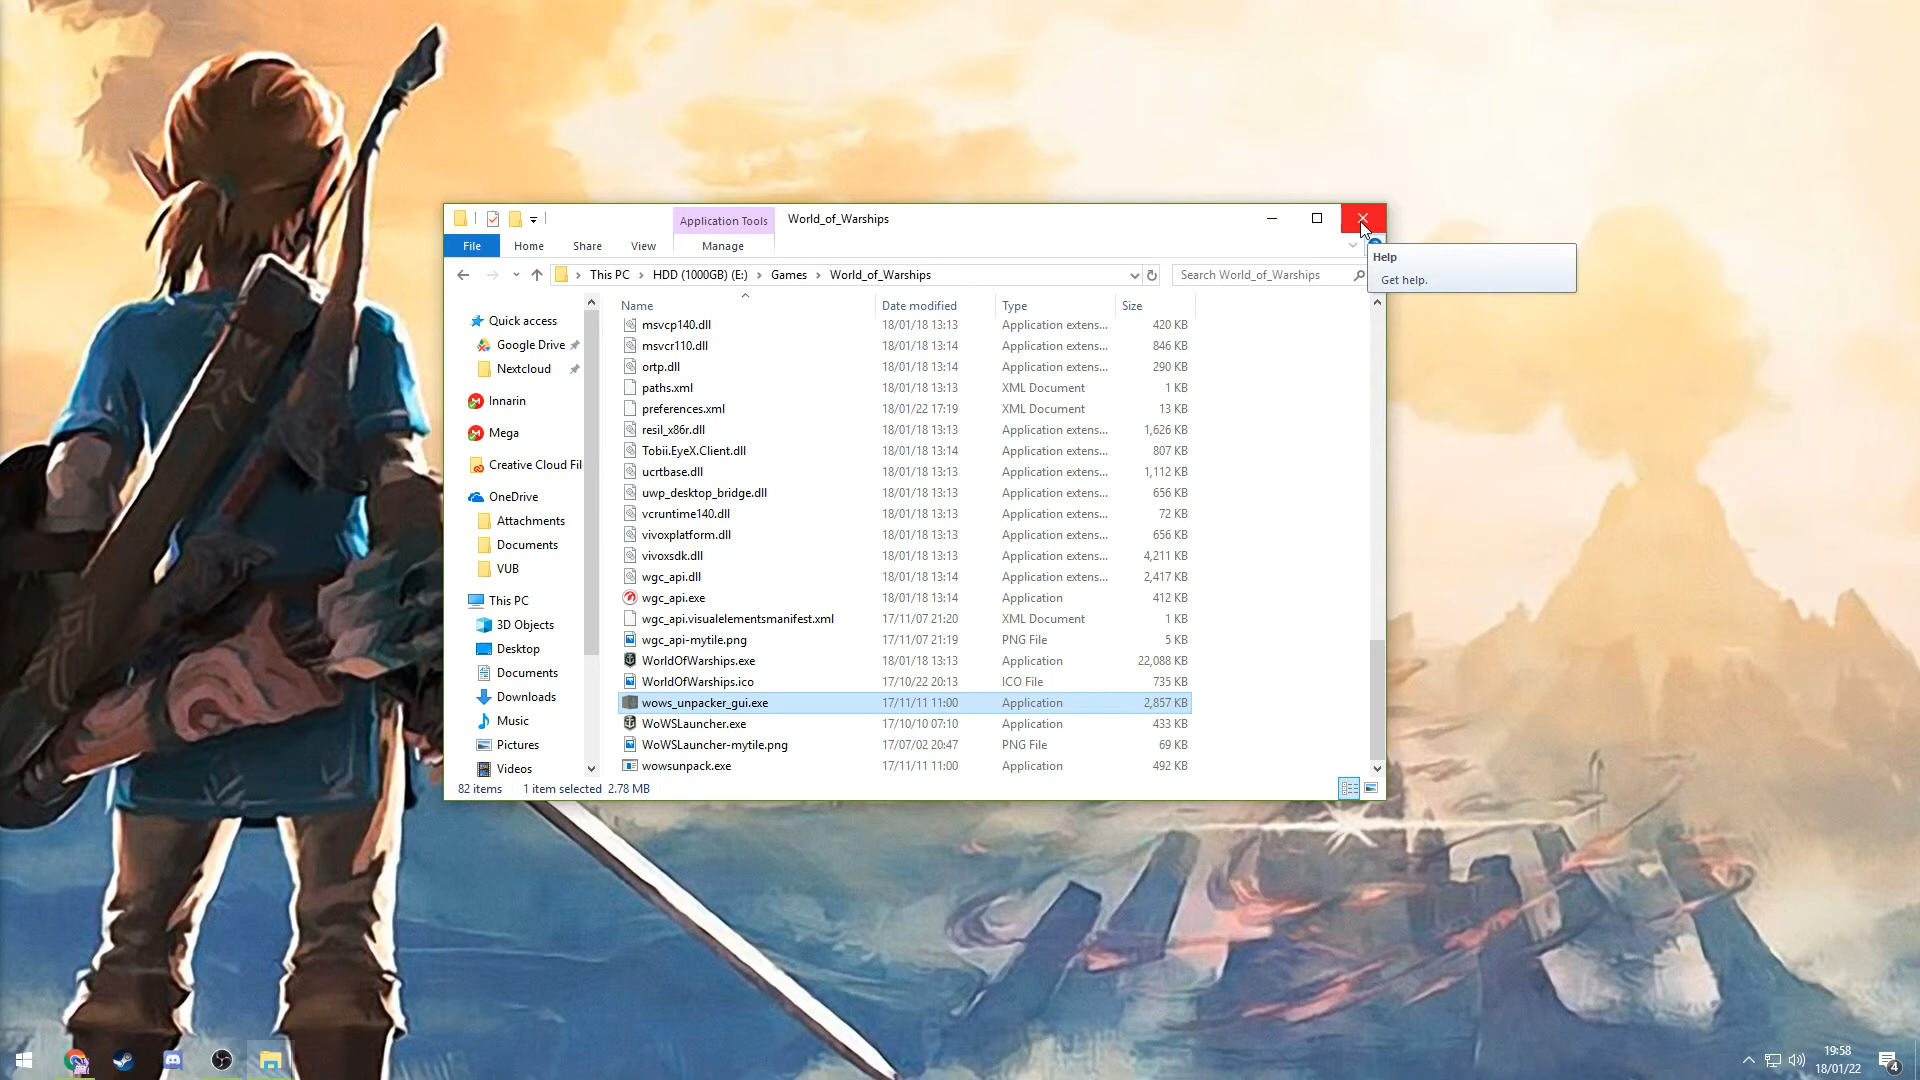 Application Tools
World_of_Warships
File
Home
Share
View
Manage
Help
Get help.
This PC
HDD (1000GB) (E:)
Games
World_of_Warships
Search World_of_Warships
Name
Date modified
Type
Size
Quick access
Google Drive
Nextcloud
Innarin
Mega
Creative Cloud Fil
OneDrive
Attachments
Documents
VUB
This PC
3D Objects
Desktop
Documents
Downloads
Music
Pictures
Videos
msvcp140.dll 18/01/18 13:13 Application extens... 420 KB
msvcr110.dll 18/01/18 13:14 Application extens... 846 KB
ortp.dll 18/01/18 13:14 Application extens... 290 KB
paths.xml 18/01/18 13:13 XML Document 1 KB
preferences.xml 18/01/22 17:19 XML Document 13 KB
resil_x86r.dll 18/01/18 13:13 Application extens... 1,626 KB
Tobii.EyeX.Client.dll 18/01/18 13:14 Application extens... 807 KB
ucrtbase.dll 18/01/18 13:13 Application extens... 1,112 KB
uwp_desktop_bridge.dll 18/01/18 13:13 Application extens... 656 KB
vcruntime140.dll 18/01/18 13:13 Application extens... 72 KB
vivoxplatform.dll 18/01/18 13:13 Application extens... 656 KB
vivoxsdk.dll 18/01/18 13:13 Application extens... 4,211 KB
wgc_api.dll 18/01/18 13:14 Application extens... 2,417 KB
wgc_api.exe 18/01/18 13:14 Application 412 KB
wgc_api.visualelementsmanifest.xml 17/11/07 21:20 XML Document 1 KB
wgc_api-mytile.png 17/11/07 21:19 PNG File 5 KB
WorldOfWarships.exe 18/01/18 13:13 Application 22,088 KB
WorldOfWarships.ico 17/10/22 20:13 ICO File 735 KB
wows_unpacker_gui.exe 17/11/11 11:00 Application 2,857 KB
WoWSLauncher.exe 17/10/10 07:10 Application 433 KB
WoWSLauncher-mytile.png 17/07/02 20:47 PNG File 69 KB
wowsunpack.exe 17/11/11 11:00 Application 492 KB
82 items 1 item selected 2.78 MB
19:58
18/01/22
4